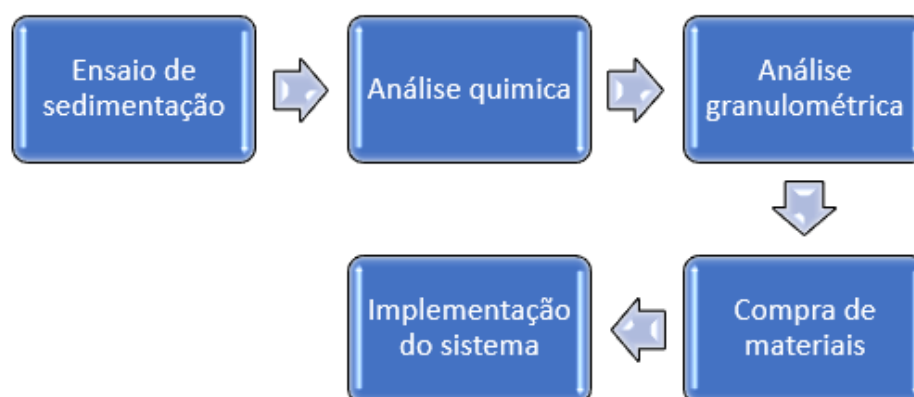 Ensaio de
sedimentação
Análise quimica
Análise
granulométrica
Compra de
materiais
Implementação
do sistema